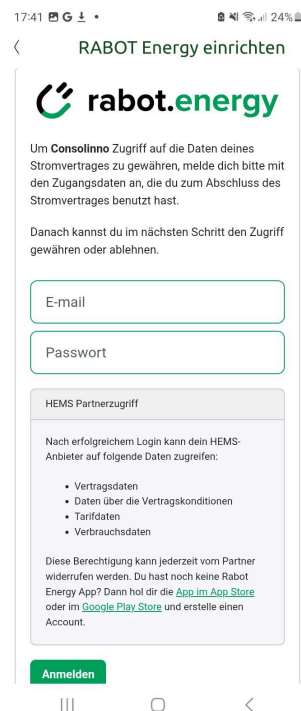 17:41
24%
RABOT Energy einrichten
rabot.energy
Um Consolinno Zugriff auf die Daten deines
Stromvertrages zu gewähren, melde dich bitte mit
den Zugangsdaten an, die du zum Abschluss des
Stromvertrages benutzt hast.
Danach kannst du im nächsten Schritt den Zugriff
gewähren oder ablehnen.
E-mail
Passwort
HEMS Partnerzugriff
Nach erfolgreichem Login kann dein HEMS-
Anbieter auf folgende Daten zugreifen:
• Vertragsdaten
• Daten über die Vertragskonditionen
• Tarifdaten
• Verbrauchsdaten
Diese Berechtigung kann jederzeit vom Partner
widerrufen werden. Du hast noch keine Rabot
Energy App? Dann hol dir die App im App Store
oder im Google Play Store und erstelle einen
Account.
Anmelden